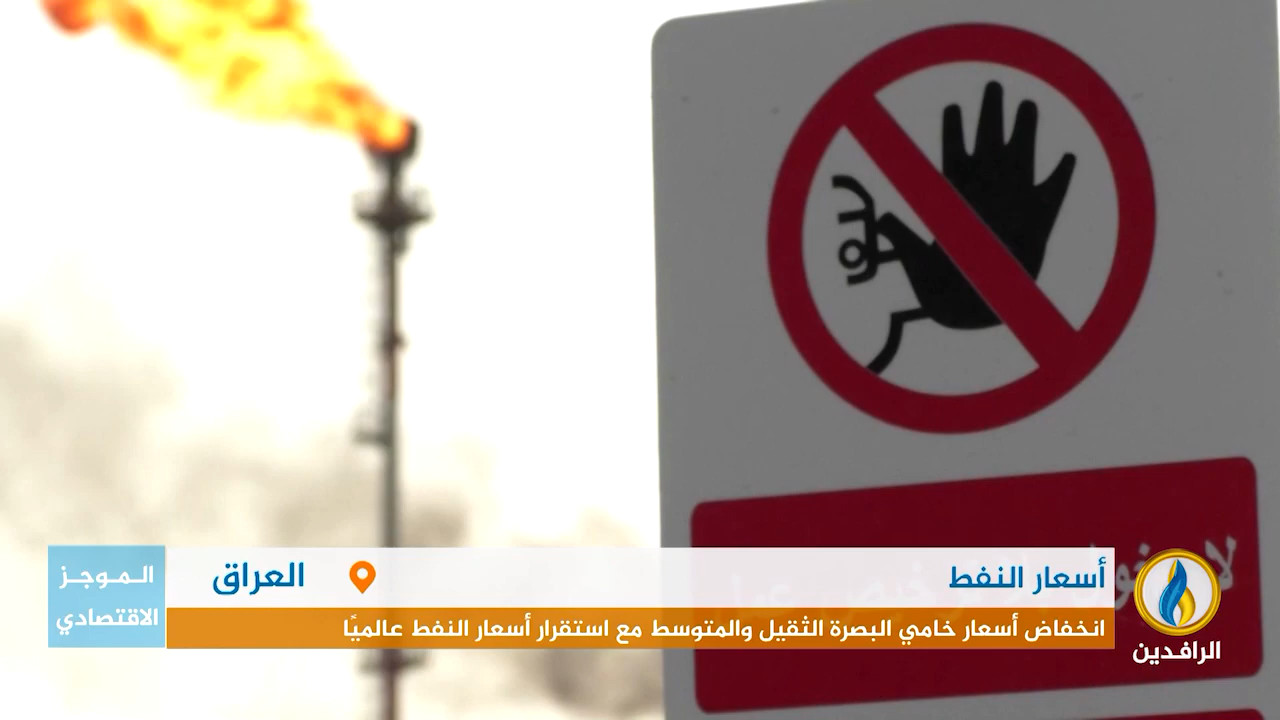 أسعار النفط
العراق
انخفاض أسعار خامي البصرة الثقيل والمتوسط مع استقرار أسعار النفط عالميًا
الـمـوجـز
الاقتصادي
الرافدين